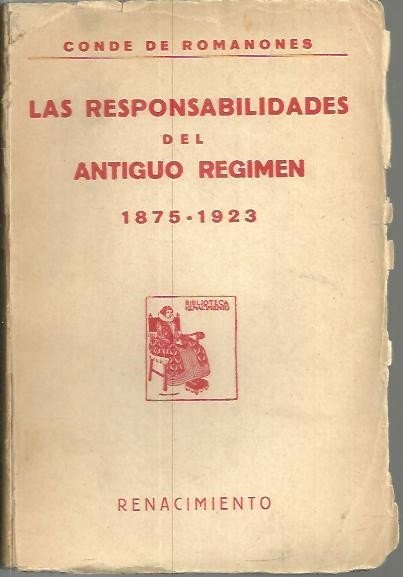 CONDE DE ROMANONES
LAS RESPONSABILIDADES
DEL
ANTIGUO REGIMEN
1875-1923
BIBLIOTECA
RENACIMIENTO
RENACIMIENTO